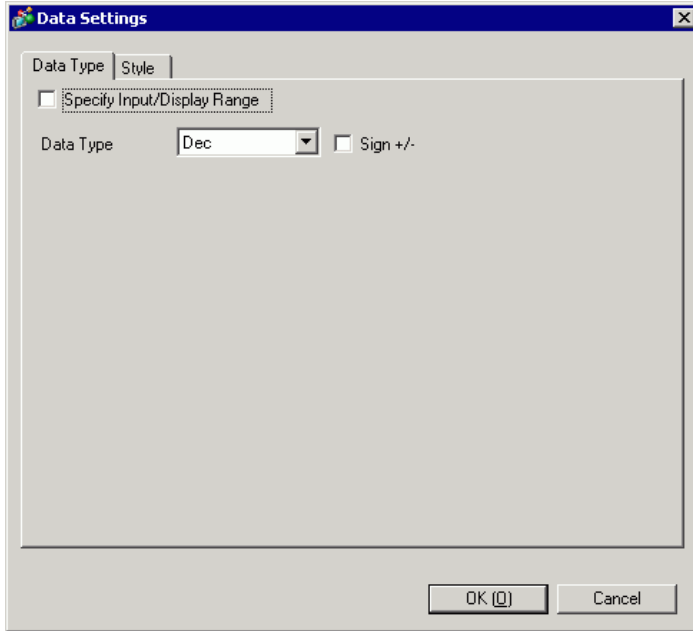 Data Settings
Data Type Style
Specify Input/Display Range
Data Type Dec Sign +/-
OK (O) Cancel